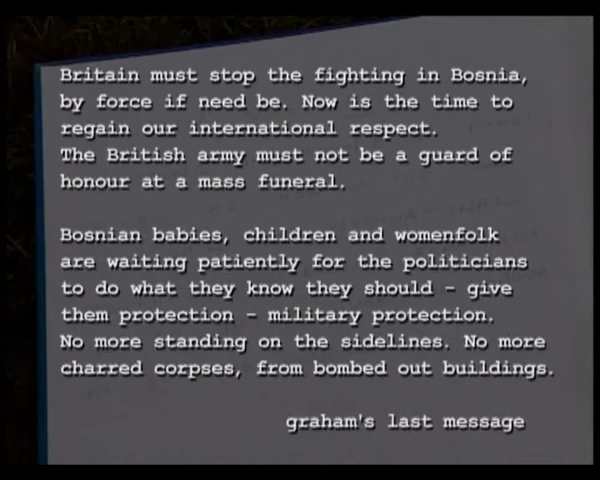 Britain must stop the fighting in Bosnia,
by force if need be. Now is the time to
regain our international respect.
The British army must not be a guard of
honour at a mass funeral.
Bosnian babies, children and womenfolk
are waiting patiently for the politicians
to do what they know they should - give
them protection - military protection.
No more standing on the sidelines. No more
charred corpses, from bombed out buildings.
graham's last message